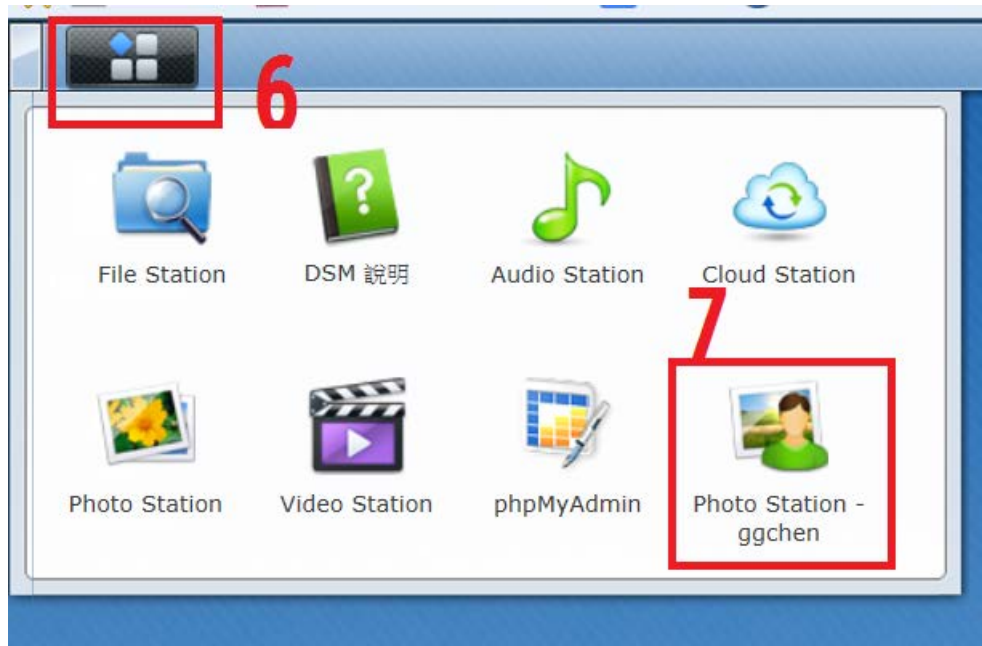 6
File Station
DSM 說明
Audio Station
Cloud Station
7
Photo Station
Video Station
phpMyAdmin
Photo Station -
ggchen